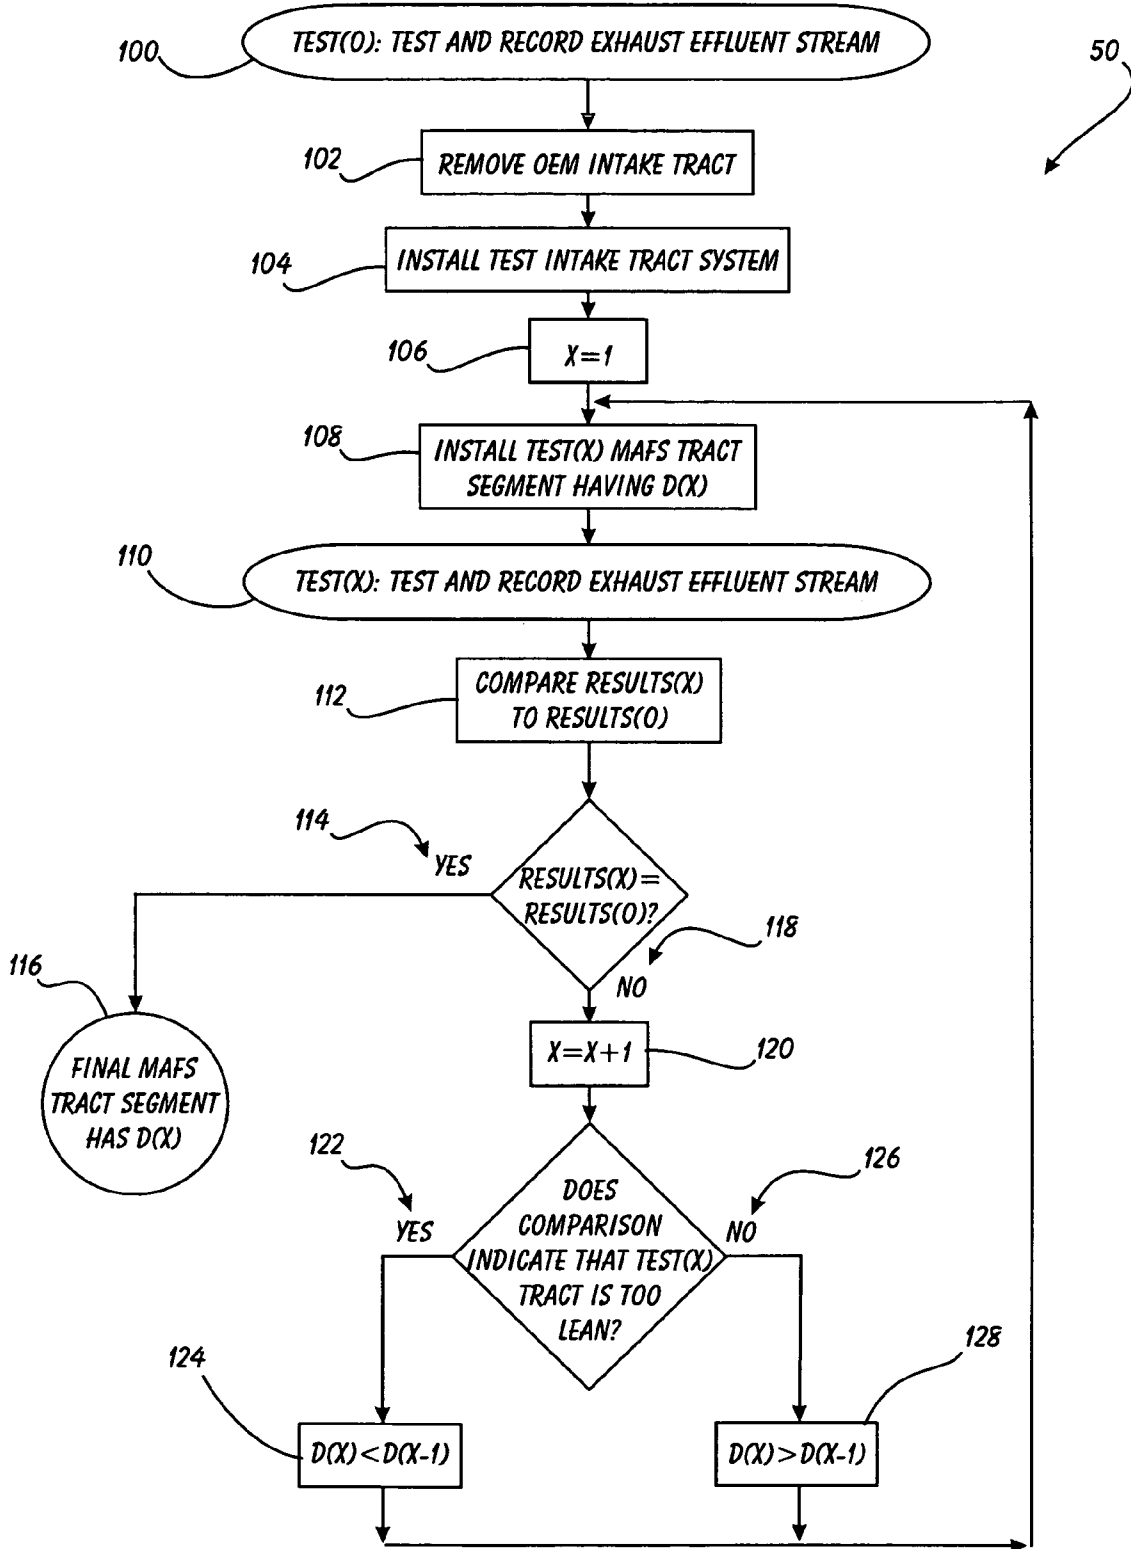 TEST(0): TEST AND RECORD EXHAUST EFFLUENT STREAM
100
50
REMOVE OEM INTAKE TRACT
102
INSTALL TEST INTAKE TRACT SYSTEM
104
X=1
106
INSTALL TEST(X) MAFS TRACT
SEGMENT HAVING D(X)
108
TEST(X): TEST AND RECORD EXHAUST EFFLUENT STREAM
110
COMPARE RESULTS(X)
TO RESULTS(0)
112
114
YES
RESULTS(X)=
RESULTS(0)?
118
NO
116
FINAL MAFS
TRACT SEGMENT
HAS D(X)
X=X+1
120
122
YES
DOES
COMPARISON
INDICATE THAT TEST(X)
TRACT IS TOO
LEAN?
126
NO
124
D(X)<D(X-1)
128
D(X)>D(X-1)